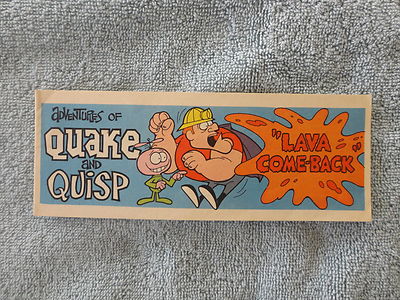 ADVENTURES OF
QUAKE
AND
QUISP
"LAVA
COME-BACK"